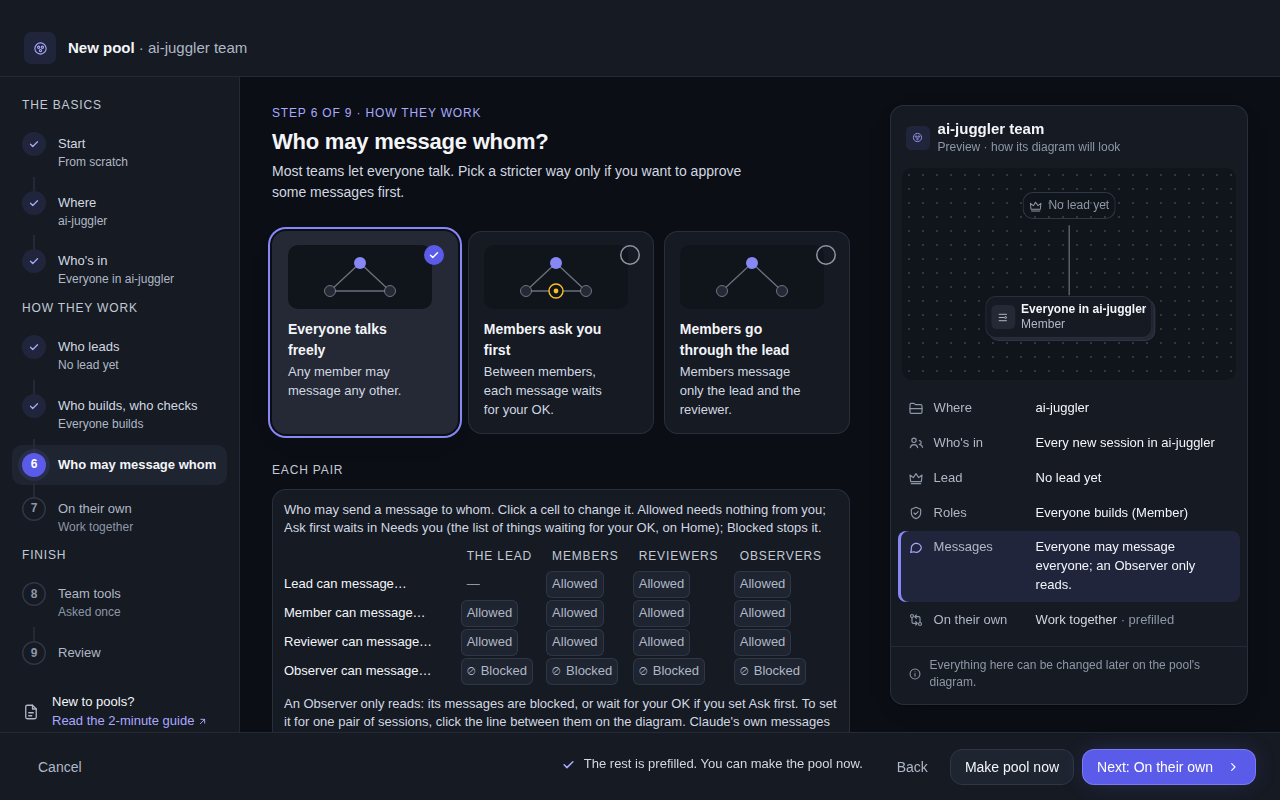 New pool · ai-juggler team
THE BASICS
Start
From scratch
Where
ai-juggler
Who's in
Everyone in ai-juggler
HOW THEY WORK
Who leads
No lead yet
Who builds, who checks
Everyone builds
6 Who may message whom
7 On their own
Work together
FINISH
8 Team tools
Asked once
9 Review
New to pools?
Read the 2-minute guide
STEP 6 OF 9 · HOW THEY WORK
Who may message whom?
Most teams let everyone talk. Pick a stricter way only if you want to approve
some messages first.
Everyone talks
freely
Any member may
message any other.
Members ask you
first
Between members,
each message waits
for your OK.
Members go
through the lead
Members message
only the lead and the
reviewer.
EACH PAIR
Who may send a message to whom. Click a cell to change it. Allowed needs nothing from you;
Ask first waits in Needs you (the list of things waiting for your OK, on Home); Blocked stops it.
THE LEAD MEMBERS REVIEWERS OBSERVERS
Lead can message… — Allowed Allowed Allowed
Member can message… Allowed Allowed Allowed Allowed
Reviewer can message… Allowed Allowed Allowed Allowed
Observer can message… ⊘ Blocked ⊘ Blocked ⊘ Blocked ⊘ Blocked
An Observer only reads: its messages are blocked, or wait for your OK if you set Ask first. To set
it for one pair of sessions, click the line between them on the diagram. Claude's own messages
ai-juggler team
Preview · how its diagram will look
No lead yet
Everyone in ai-juggler
Member
Where ai-juggler
Who's in Every new session in ai-juggler
Lead No lead yet
Roles Everyone builds (Member)
Messages Everyone may message
everyone; an Observer only
reads.
On their own Work together · prefilled
Everything here can be changed later on the pool's
diagram.
Cancel
The rest is prefilled. You can make the pool now.
Back
Make pool now
Next: On their own